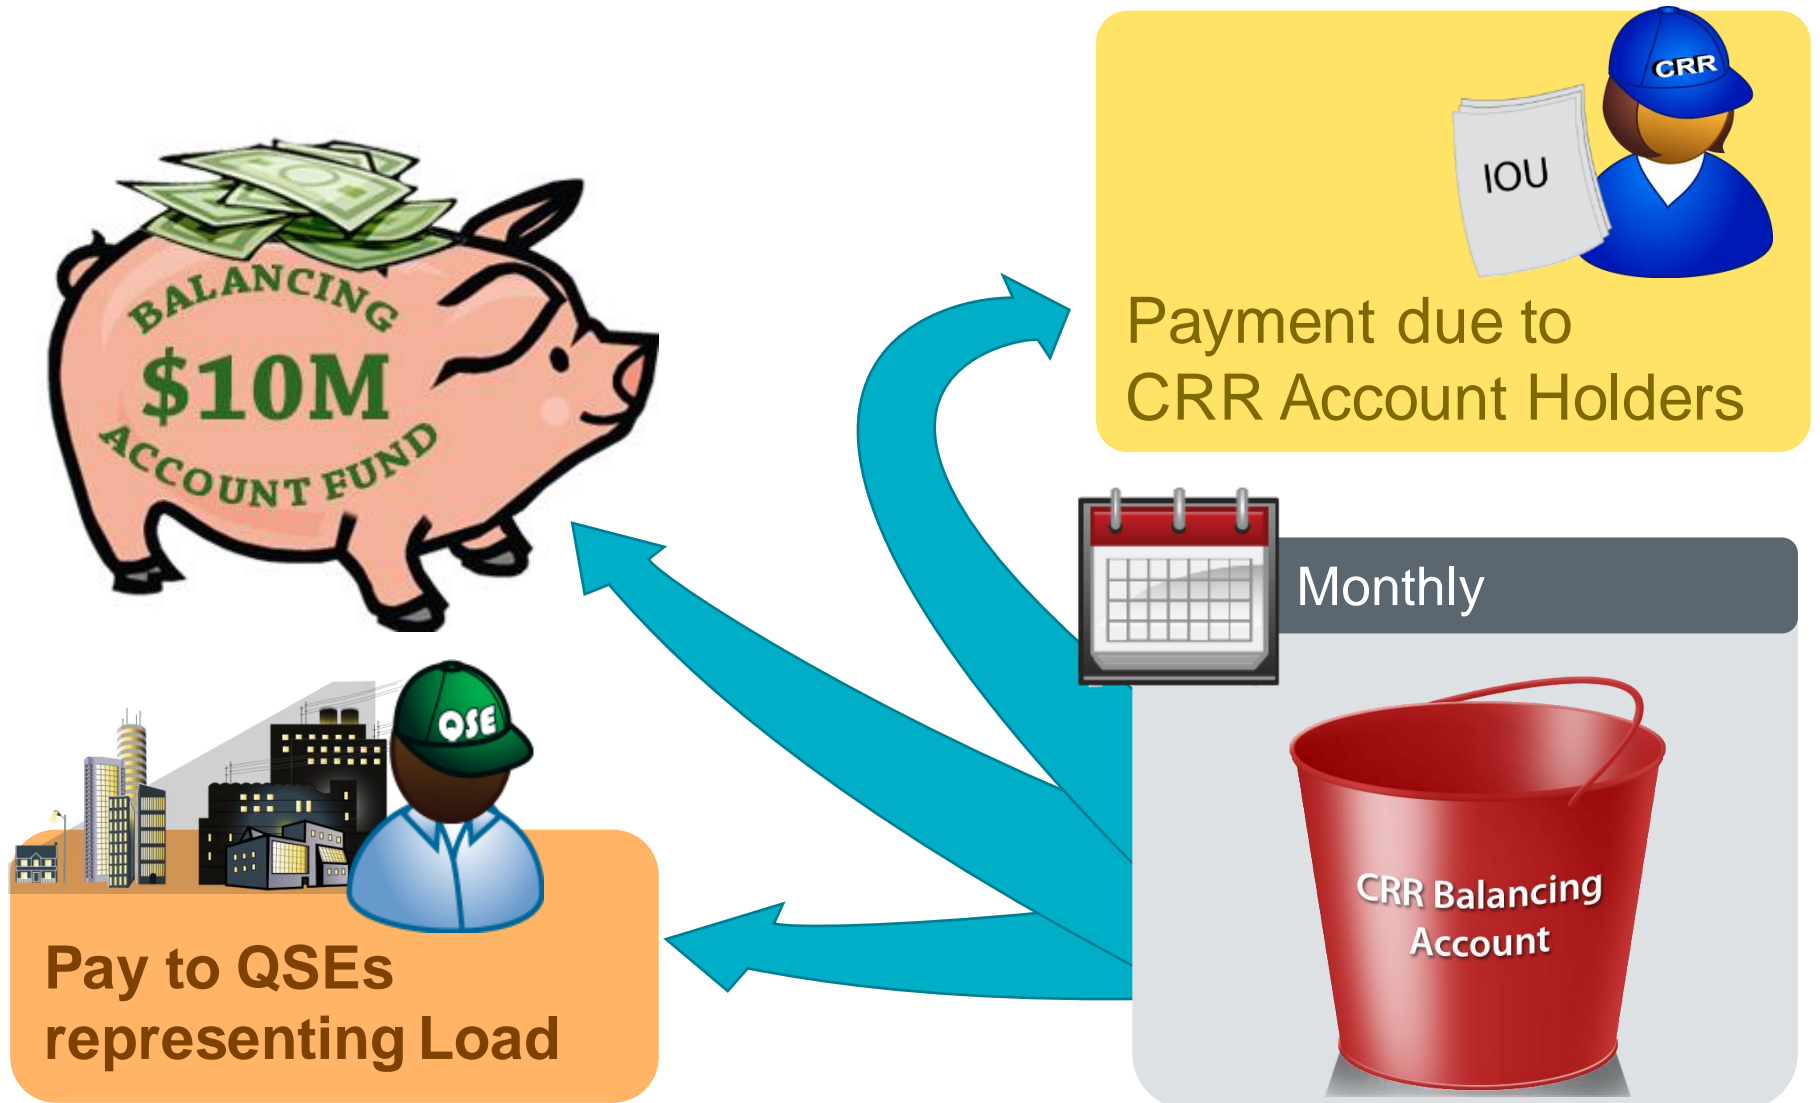 BALANCING
$10M
ACCOUNT FUND
CRR
IOU
Payment due to
CRR Account Holders
Monthly
CRR Balancing
Account
QSE
Pay to QSEs
representing Load